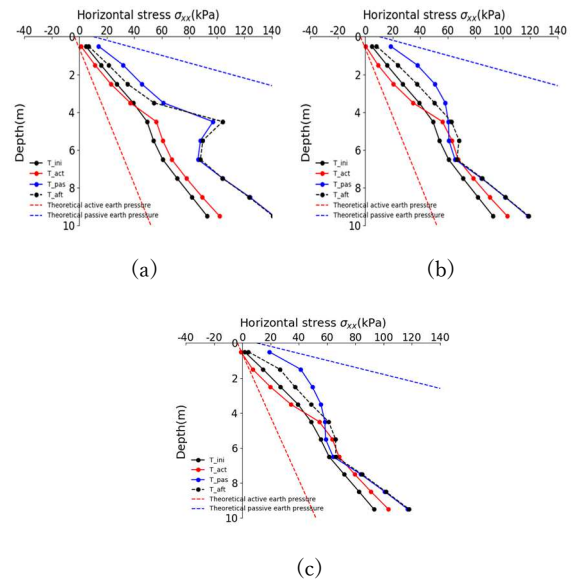 Horizontal stress σxx(kPa)
-40 -20 0 20 40 60 80 100 120 140
Depth(m)
2
4
6
8
10
T_ini
T_act
T_pas
T_aft
Theoretical active earth pressure
Theoretical passive earth presssure
(a)
Horizontal stress σxx(kPa)
-40 -20 0 20 40 60 80 100 120 140
0
Depth(m)
2
4
6
8
10
T_ini
T_act
T_pas
T_aft
Theoretical active earth pressure
Theoretical passive earth presssure
(b)
Horizontal stress σxx(kPa)
-40 -20 0 20 40 60 80 100 120 140
0
Depth(m)
2
4
6
8
10
T_ini
T_act
T_pas
T_aft
Theoretical active earth pressure
Theoretical passive earth presssure
(c)